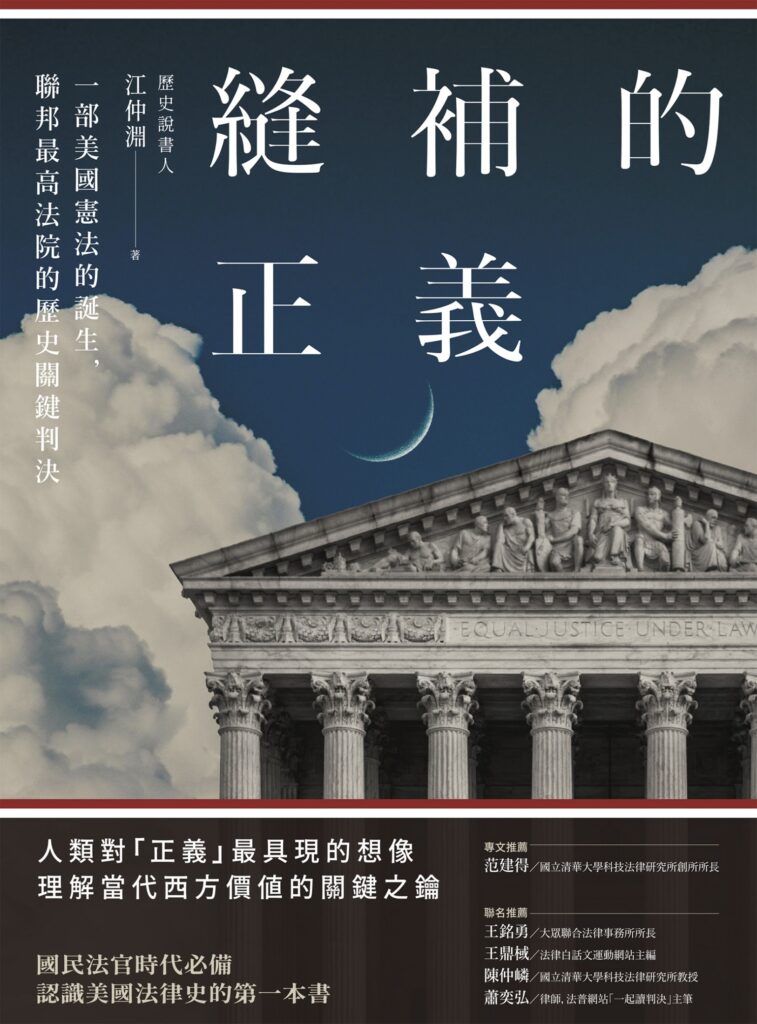 縫補的
正義
歷史說書人
江仲淵 著
一部美國憲法的誕生，
聯邦最高法院的歷史關鍵判決
EQUAL·JUSTICE·UNDER·LAW
人類對「正義」最具現的想像
理解當代西方價值的關鍵之鑰
國民法官時代必備
認識美國法律史的第一本書
專文推薦
范建得／國立清華大學科技法律研究所創所所長
聯名推薦
王銘勇／大眾聯合法律事務所所長
王鼎棫／法律白話文運動網站主編
陳仲嶙／國立清華大學科技法律研究所教授
蕭奕弘／律師，法普網站「一起讀判決」主筆